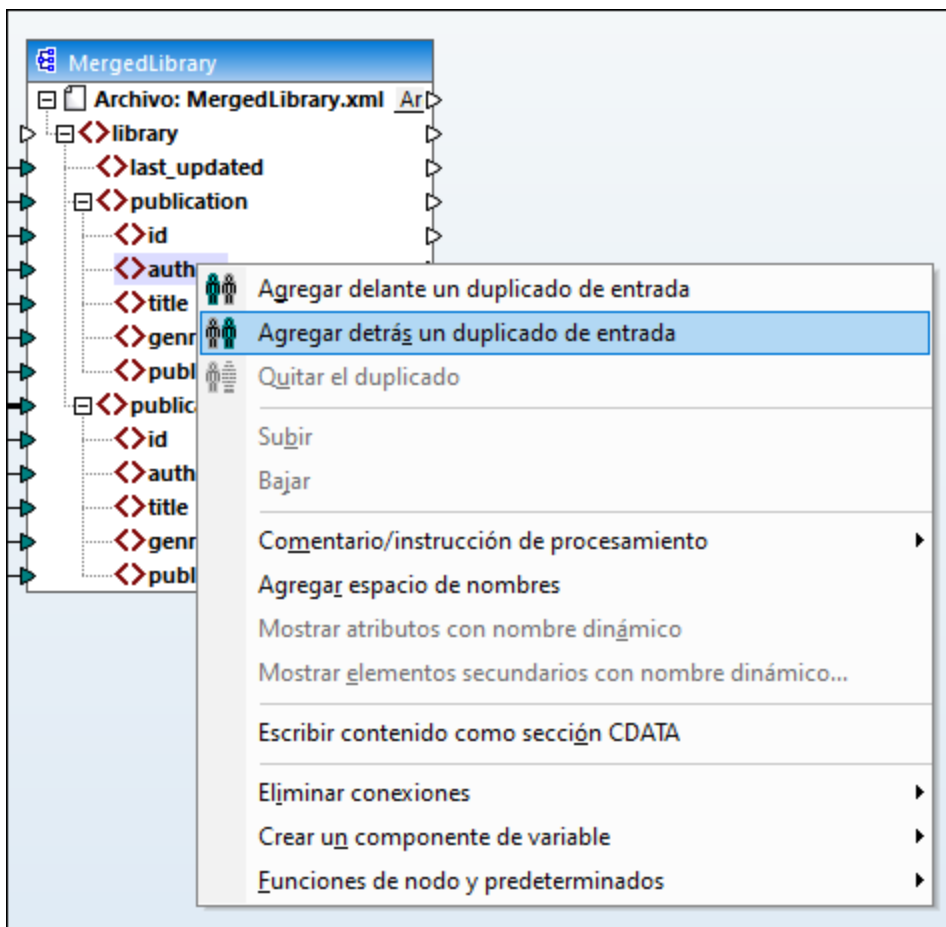 MergedLibrary
Archivo: MergedLibrary.xml Ar
library
last_updated
publication
id
auth
title
genr
publ
public
id
auth
title
genr
publ
Agregar delante un duplicado de entrada
Agregar detrás un duplicado de entrada
Quitar el duplicado
Subir
Bajar
Comentario/instrucción de procesamiento
Agregar espacio de nombres
Mostrar atributos con nombre dinámico
Mostrar elementos secundarios con nombre dinámico...
Escribir contenido como sección CDATA
Eliminar conexiones
Crear un componente de variable
Funciones de nodo y predeterminados